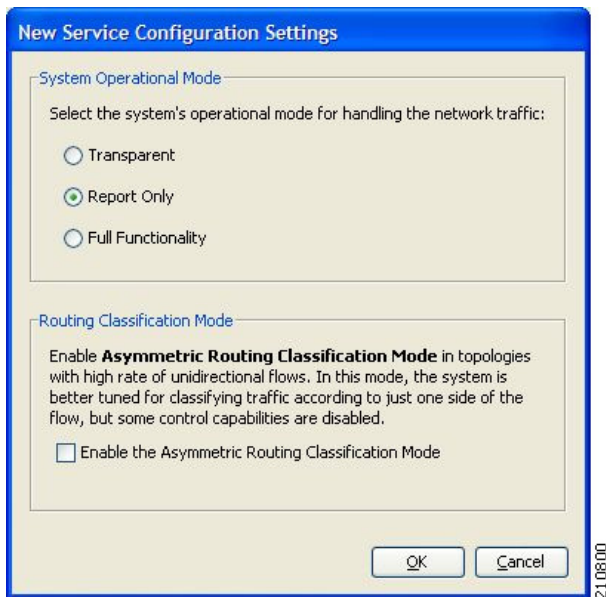 New Service Configuration Settings
System Operational Mode
Select the system's operational mode for handling the network traffic:
Transparent
Report Only
Full Functionality
Routing Classification Mode
Enable Asymmetric Routing Classification Mode in topologies
with high rate of unidirectional flows. In this mode, the system is
better tuned for classifying traffic according to just one side of the
flow, but some control capabilities are disabled.
Enable the Asymmetric Routing Classification Mode
OK
Cancel
210800